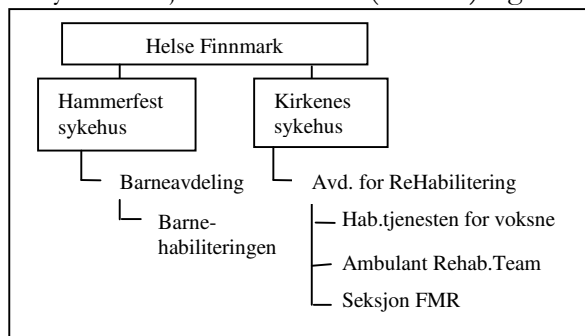 Helse Finnmark
Hammerfest
sykehus
Kirkenes
sykehus
Barneavdeling
Barne-
habiliteringen
Avd. for ReHabilitering
Hab.tjenesten for voksne
Ambulant Rehab.Team
Seksjon FMR